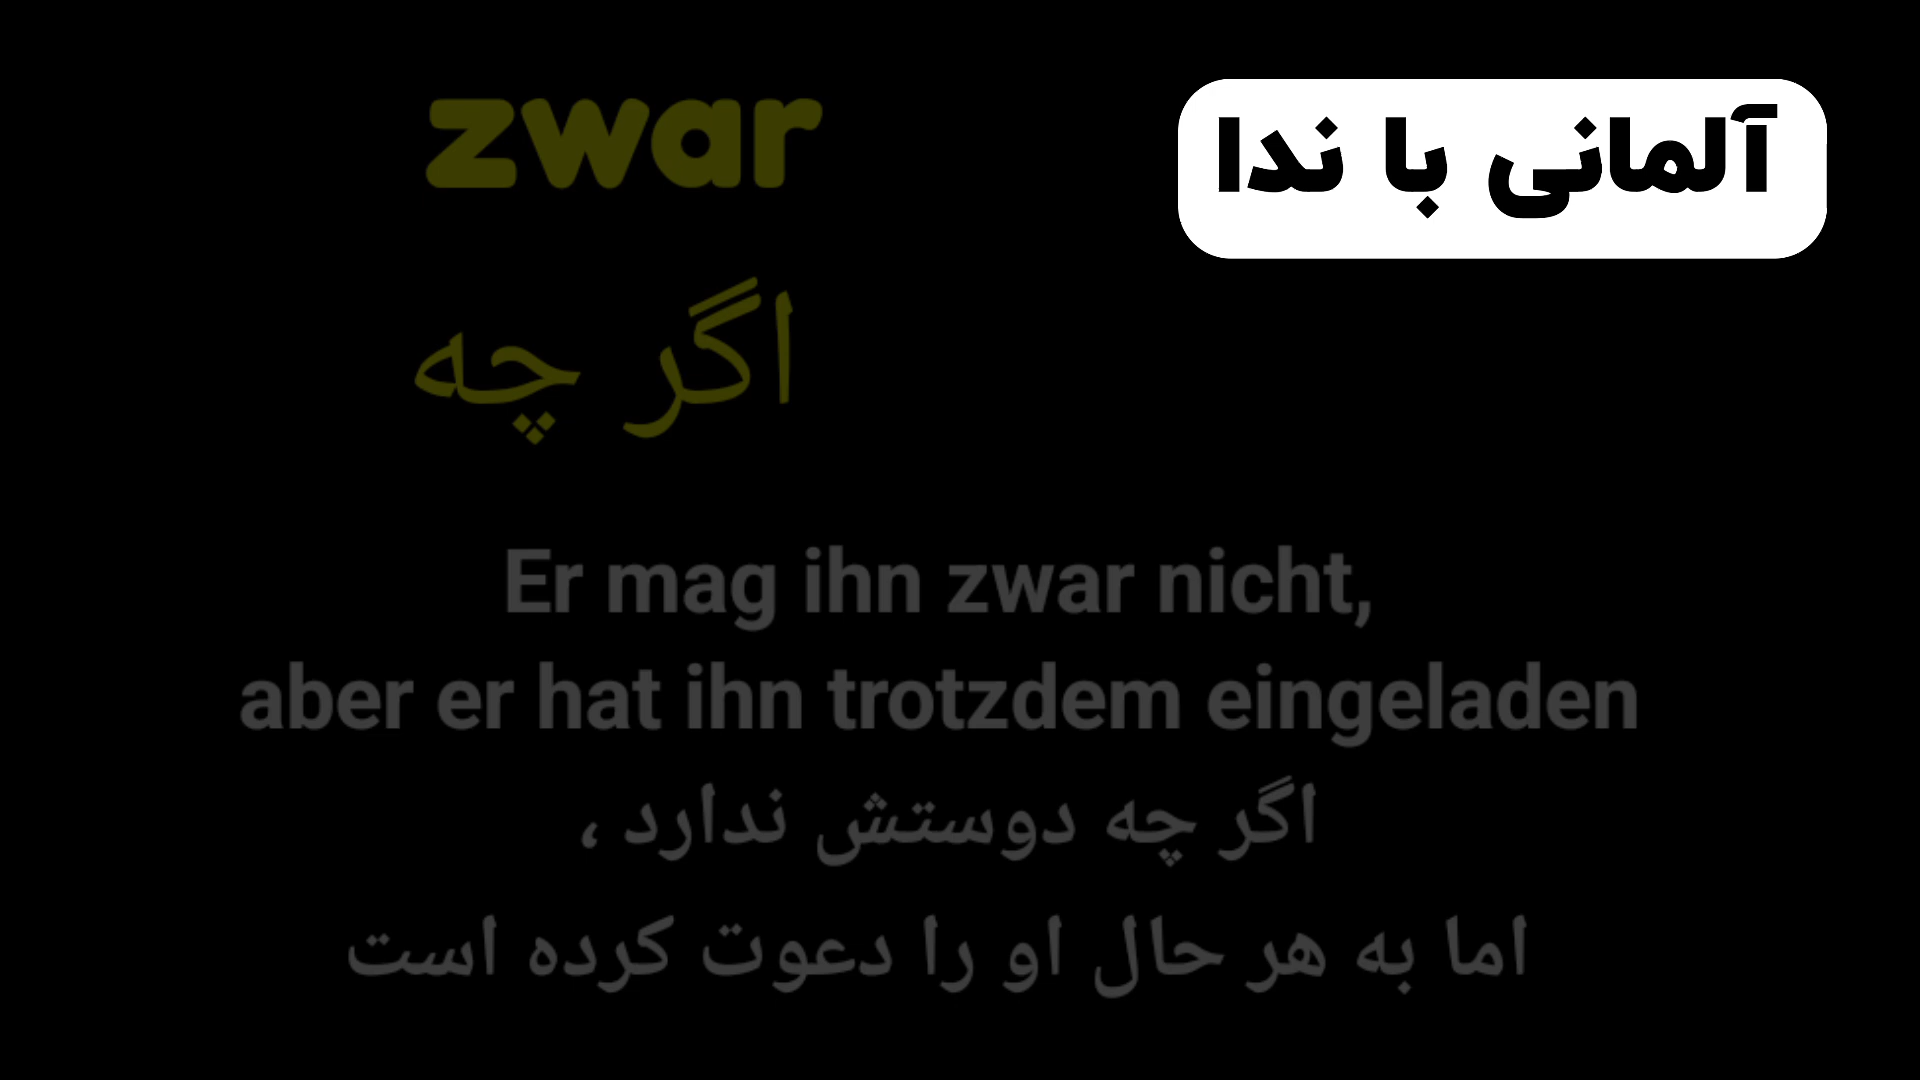 zwar
آلمانی با ندا
اگر چه
Er mag ihn zwar nicht,
aber er hat ihn trotzdem eingeladen
اگر چه دوستش ندارد ،
اما به هر حال او را دعوت کرده است